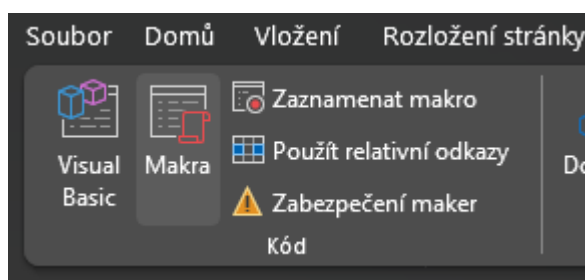 Soubor Domů Vložení Rozložení stránky
Visual Basic
Makra
Zaznamenat makro
Použít relativní odkazy
Zabezpečení maker
Kód